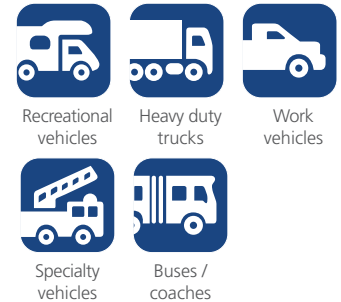 Recreational
vehicles
Heavy duty
trucks
Work
vehicles
Specialty
vehicles
Buses /
coaches